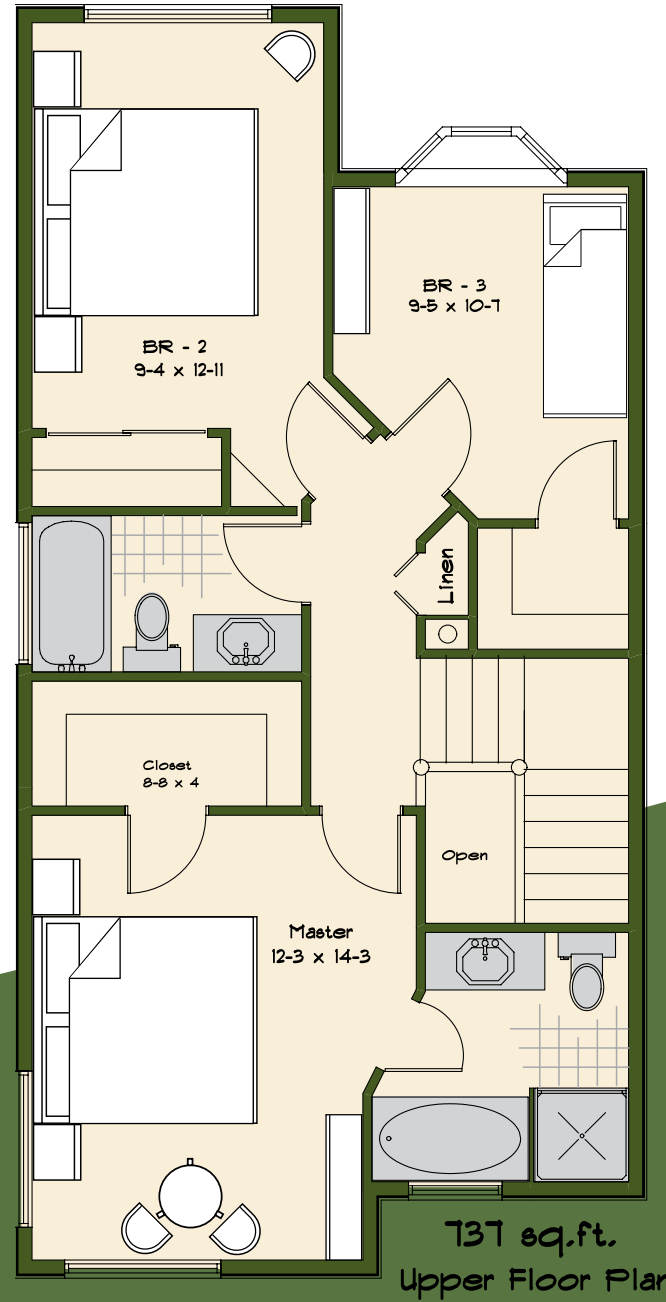 BR - 3
9-5 x 10-7
BR - 2
9-4 x 12-11
Linen
Closet
8-8 x 4
Open
Master
12-3 x 14-3
737 sq.ft.
Upper Floor Plan